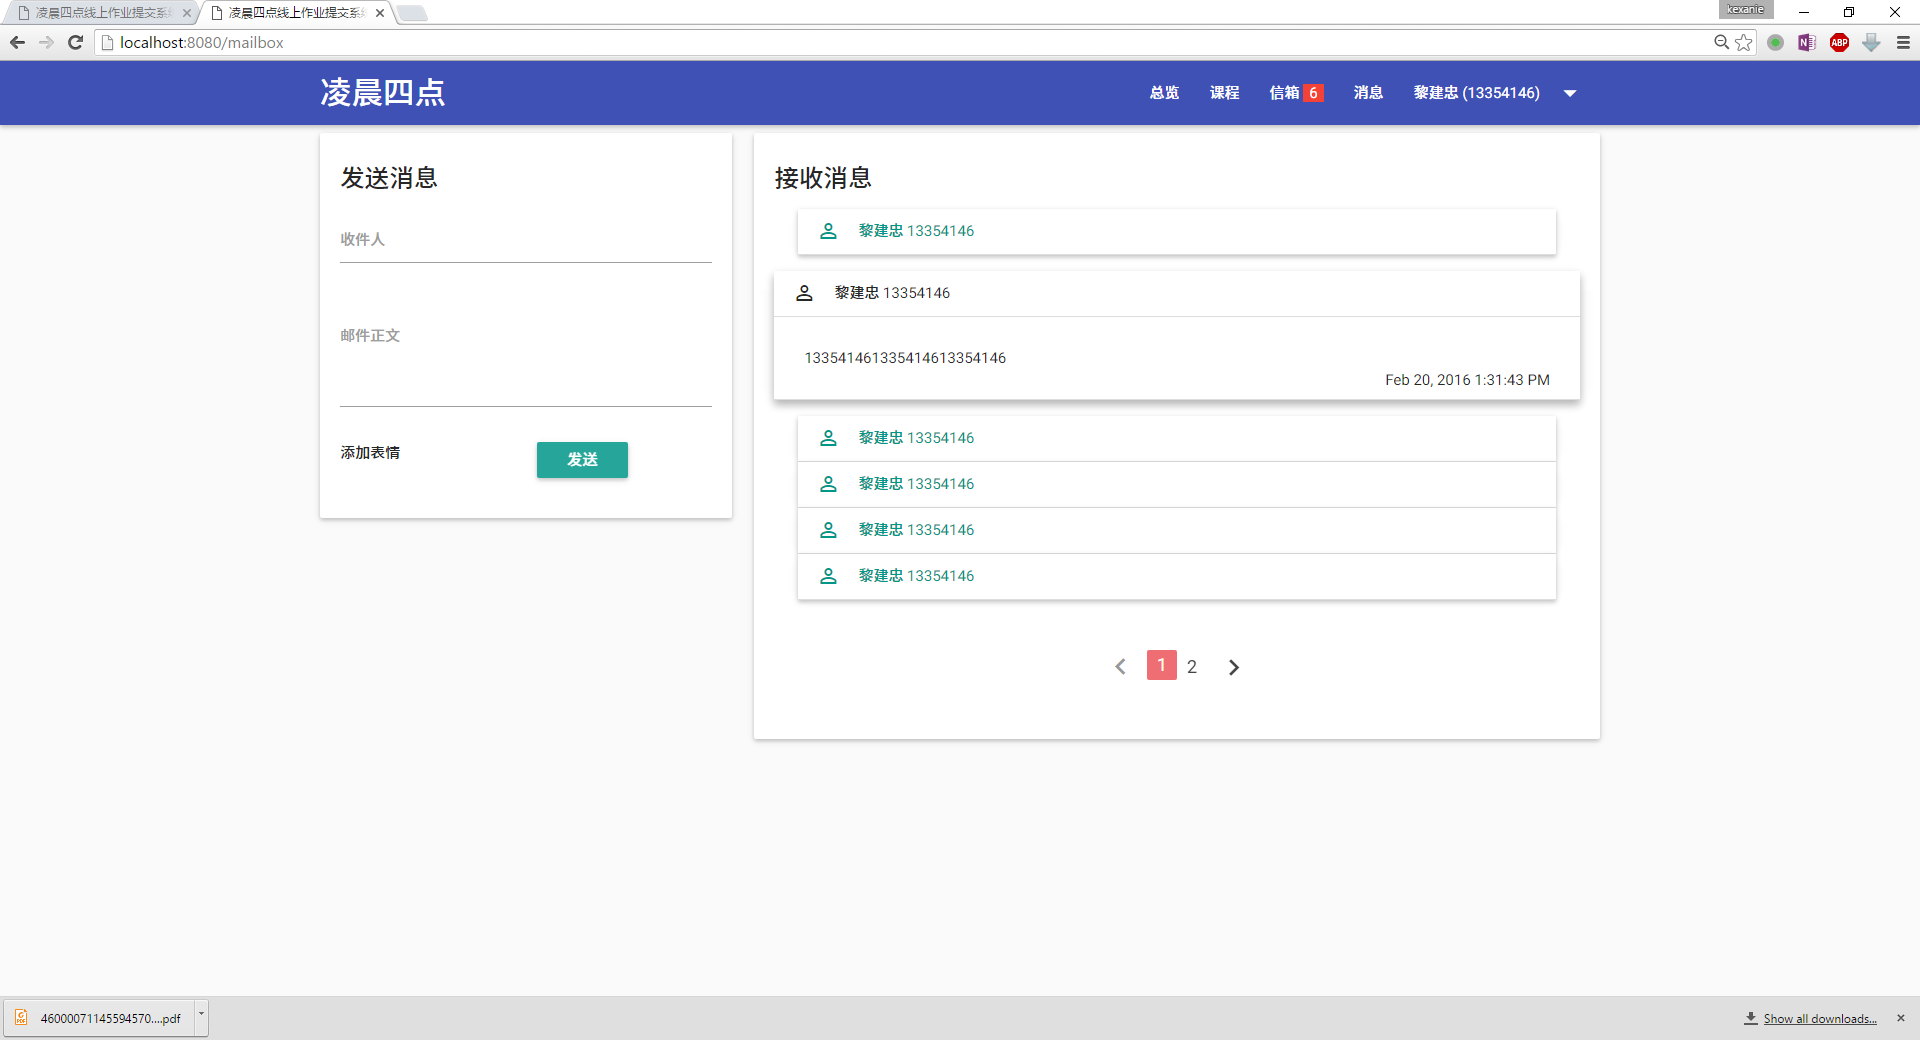 凌晨四点线上作业提交系
凌晨四点线上作业提交系
kexanie
localhost:8080/mailbox
ABP
凌晨四点
总览 课程 信箱 6 消息 黎建忠 (13354146)
发送消息
收件人
邮件正文
添加表情
发送
接收消息
黎建忠 13354146
黎建忠 13354146
133541461335414613354146
Feb 20, 2016 1:31:43 PM
黎建忠 13354146
黎建忠 13354146
黎建忠 13354146
黎建忠 13354146
1 2
46000071145594570....pdf
Show all downloads...